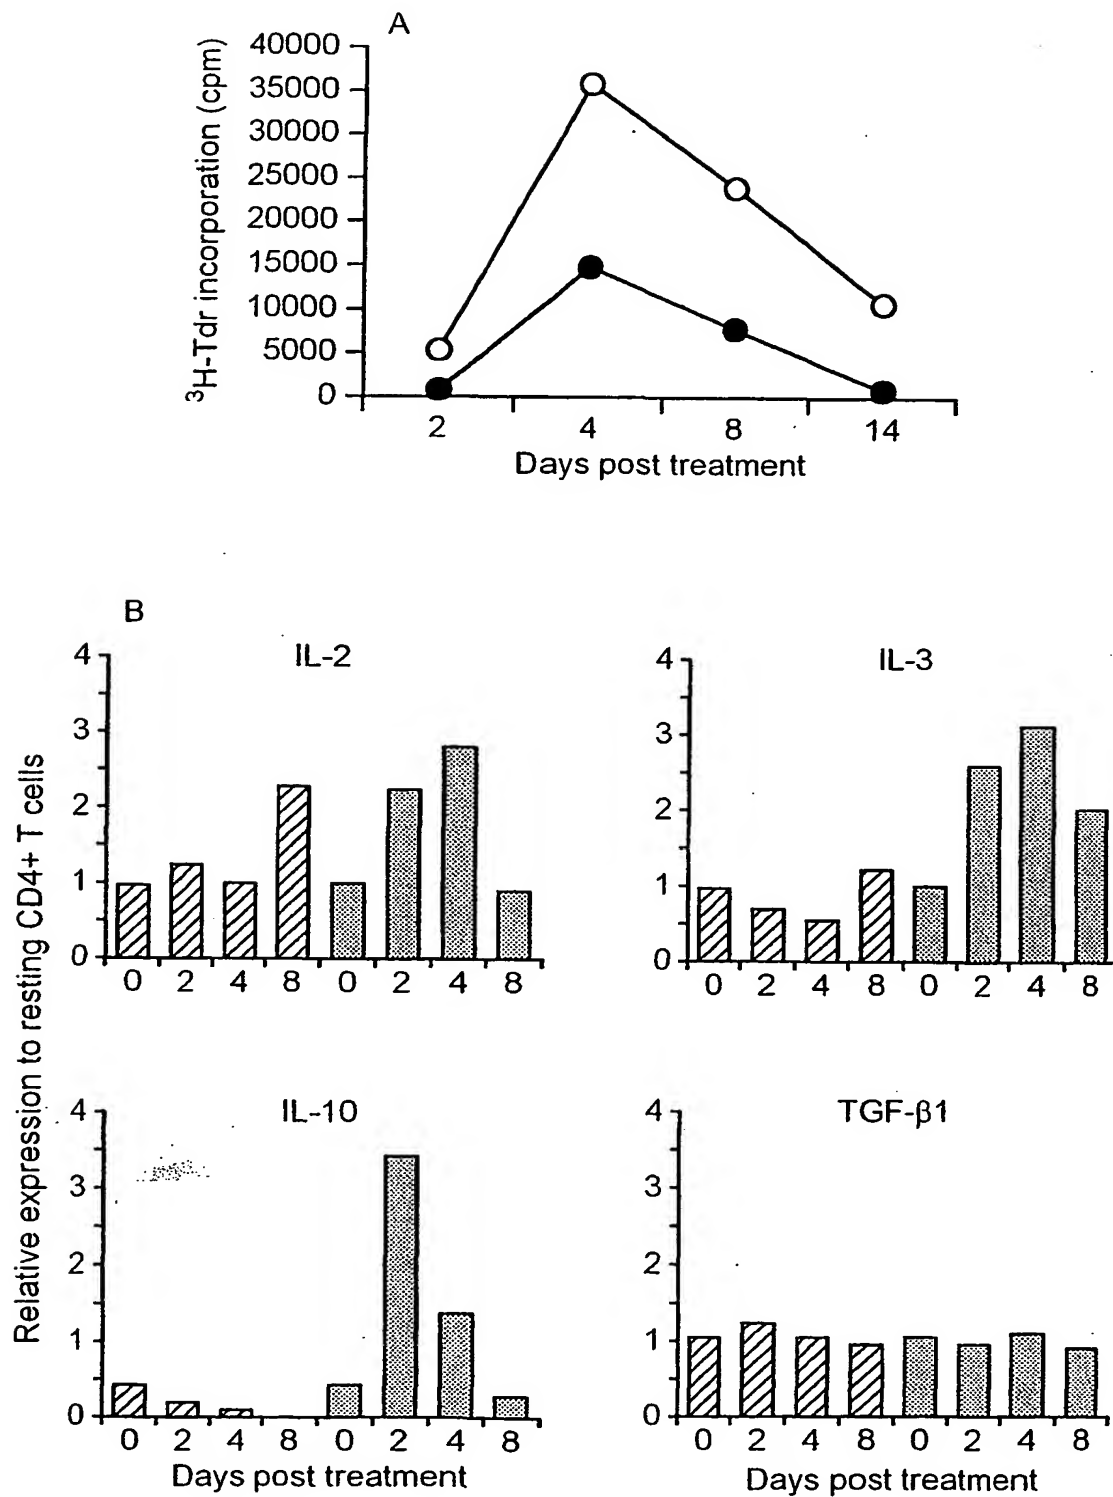 A
³H-Tdr incorporation (cpm)
40000
35000
30000
25000
20000
15000
10000
5000
0
2 4 8 14
Days post treatment
B
Relative expression to resting CD4+ T cells
IL-2
4
3
2
1
0
0 2 4 8 0 2 4 8
IL-3
4
3
2
1
0
0 2 4 8 0 2 4 8
IL-10
4
3
2
1
0
0 2 4 8 0 2 4 8
Days post treatment
TGF-β1
4
3
2
1
0
0 2 4 8 0 2 4 8
Days post treatment